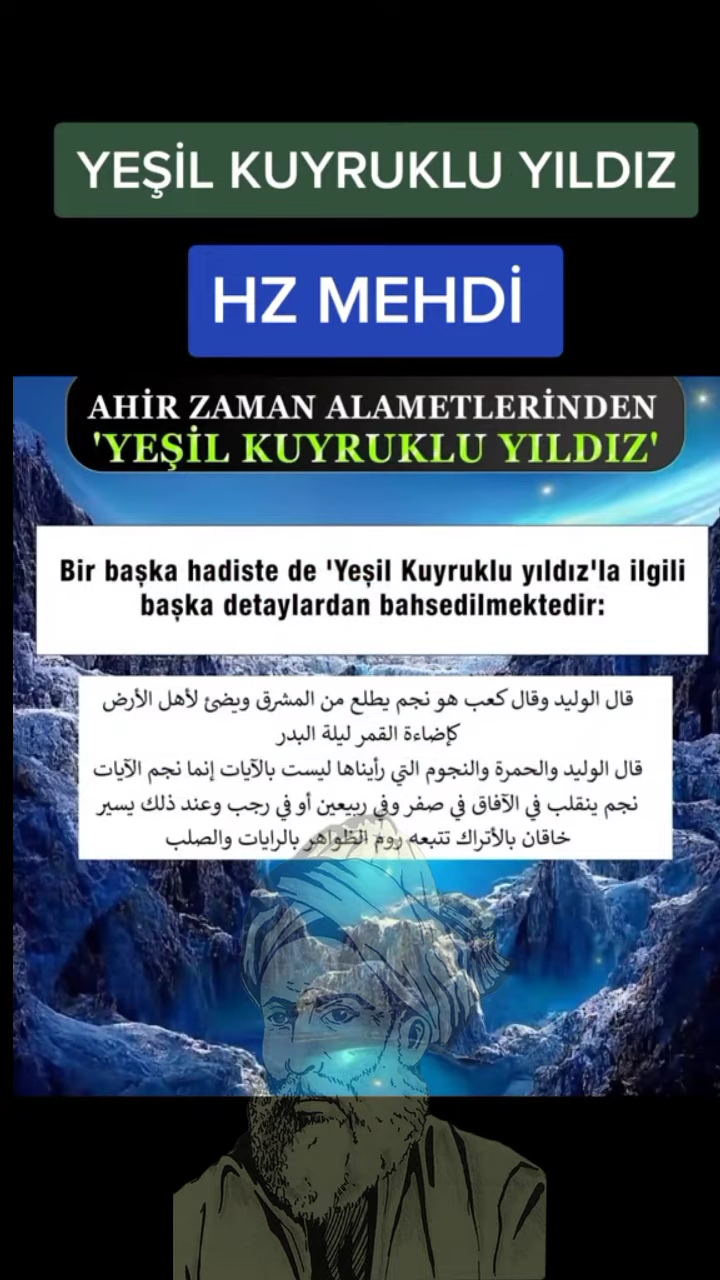 YEŞİL KUYRUKLU YILDIZ
HZ MEHDİ
AHİR ZAMAN ALAMETLERİNDEN
'YEŞİL KUYRUKLU YILDIZ'
Bir başka hadiste de 'Yeşil Kuyruklu yıldız'la ilgili
başka detaylardan bahsedilmektedir:
قال الوليد وقال كعب هو نجم يطلع من المشرق ويضئ لأهل الأرض
كإضاءة القمر ليلة البدر
قال الوليد والحمرة والنجوم التي رأيناها ليست بالآيات إنما نجم الآيات
نجم ينقلب في الآفاق في صفر وفي ربيعين أو في رجب وعند ذلك يسير
خاقان بالأتراك تتبعه روم الظواهر بالرايات والصلب